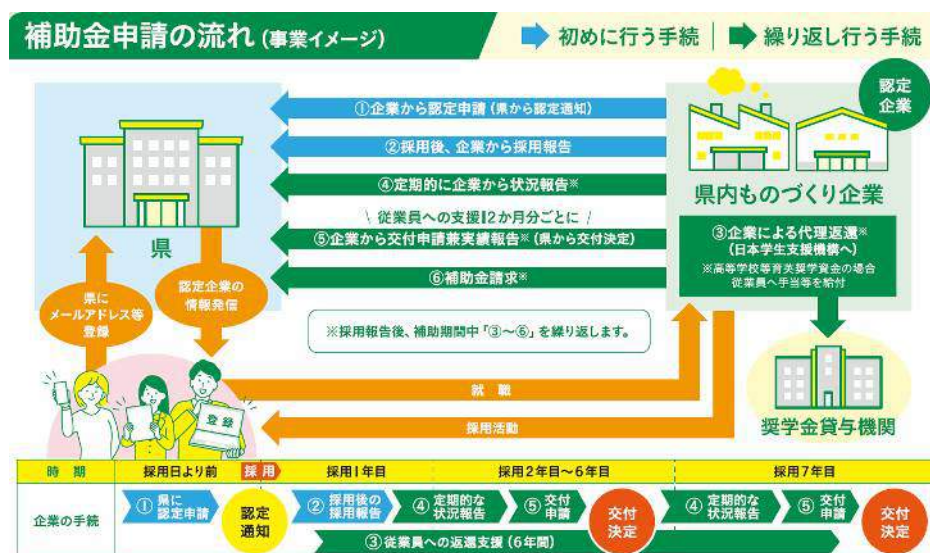 補助金申請の流れ(事業イメージ)
初めに行う手続
繰り返し行う手続
認定
企業
①企業から認定申請(県から認定通知)
②採用後、企業から採用報告
④定期的に企業から状況報告※
\ 従業員への支援12か月分ごとに /
⑤企業から交付申請兼実績報告※(県から交付決定)
⑥補助金請求※
県
県内ものづくり企業
③企業による代理返還※
(日本学生支援機構へ)
※高等学校等育英奨学資金の場合
従業員へ手当等を給付
県に
メールアドレス等
登録
認定企業の
情報発信
※採用報告後、補助期間中「③~⑥」を繰り返します。
登録
就職
採用活動
奨学金貸与機関
時期
採用日より前
採用
採用1年目
採用2年目~6年目
採用7年目
企業の手続
①県に
認定申請
認定
通知
②採用後の
採用報告
④定期的な
状況報告
⑤交付
申請
交付
決定
④定期的な
状況報告
⑤交付
申請
交付
決定
③従業員への返還支援(6年間)